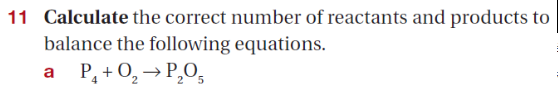 11 Calculate the correct number of reactants and products to
balance the following equations.
a P₄ + O₂ → P₂O₅